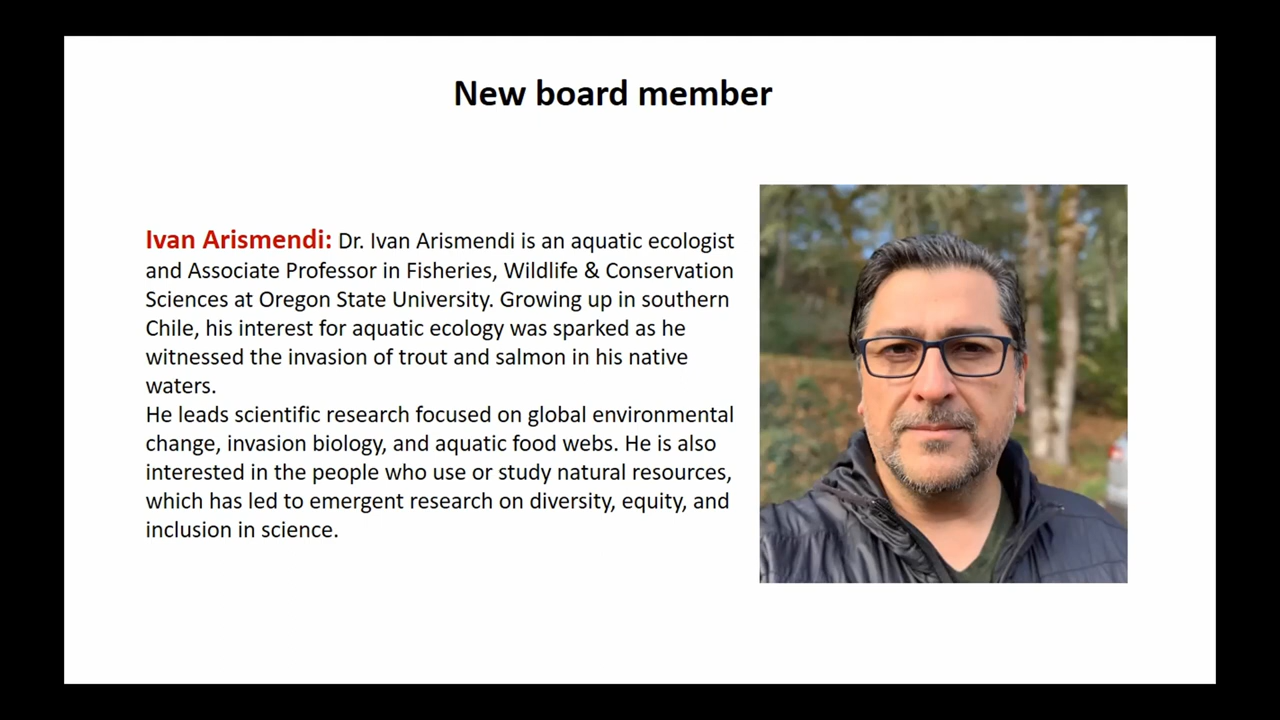 New board member
Ivan Arismendi: Dr. Ivan Arismendi is an aquatic ecologist
and Associate Professor in Fisheries, Wildlife & Conservation
Sciences at Oregon State University. Growing up in southern
Chile, his interest for aquatic ecology was sparked as he
witnessed the invasion of trout and salmon in his native
waters.
He leads scientific research focused on global environmental
change, invasion biology, and aquatic food webs. He is also
interested in the people who use or study natural resources,
which has led to emergent research on diversity, equity, and
inclusion in science.